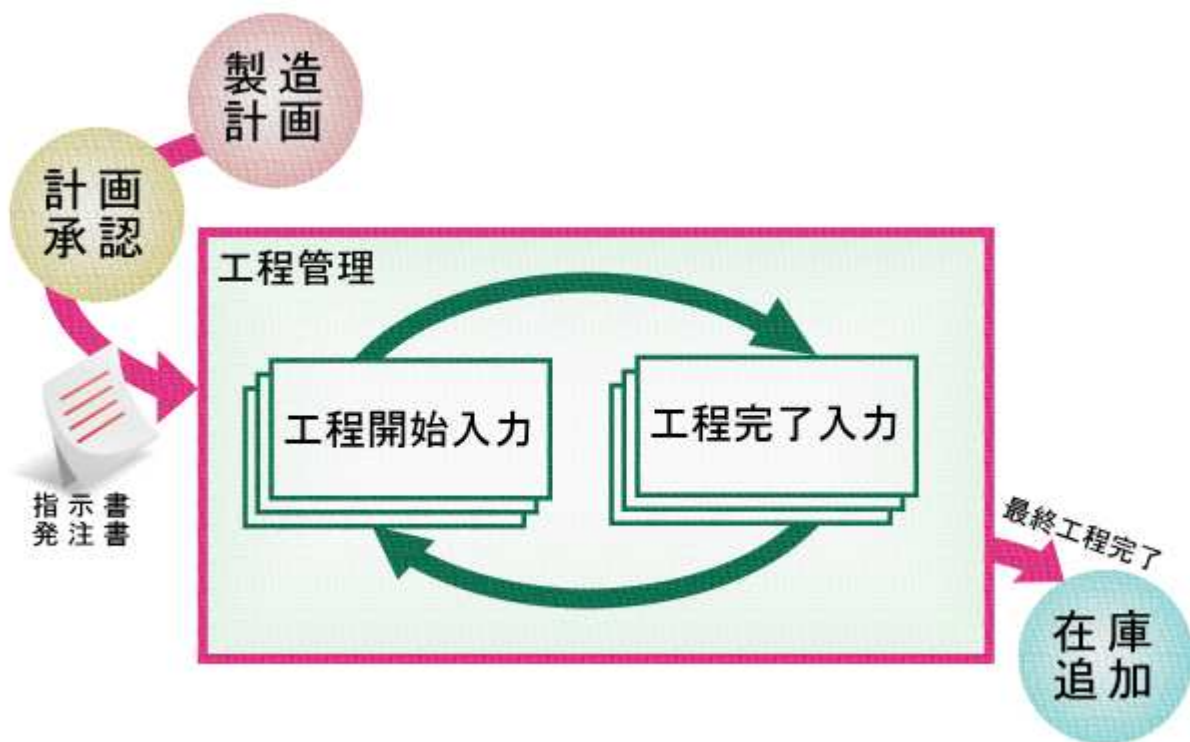 製造
計画
計画
承認
工程管理
工程開始入力
工程完了入力
指示書
発注書
最終工程完了
在庫
追加